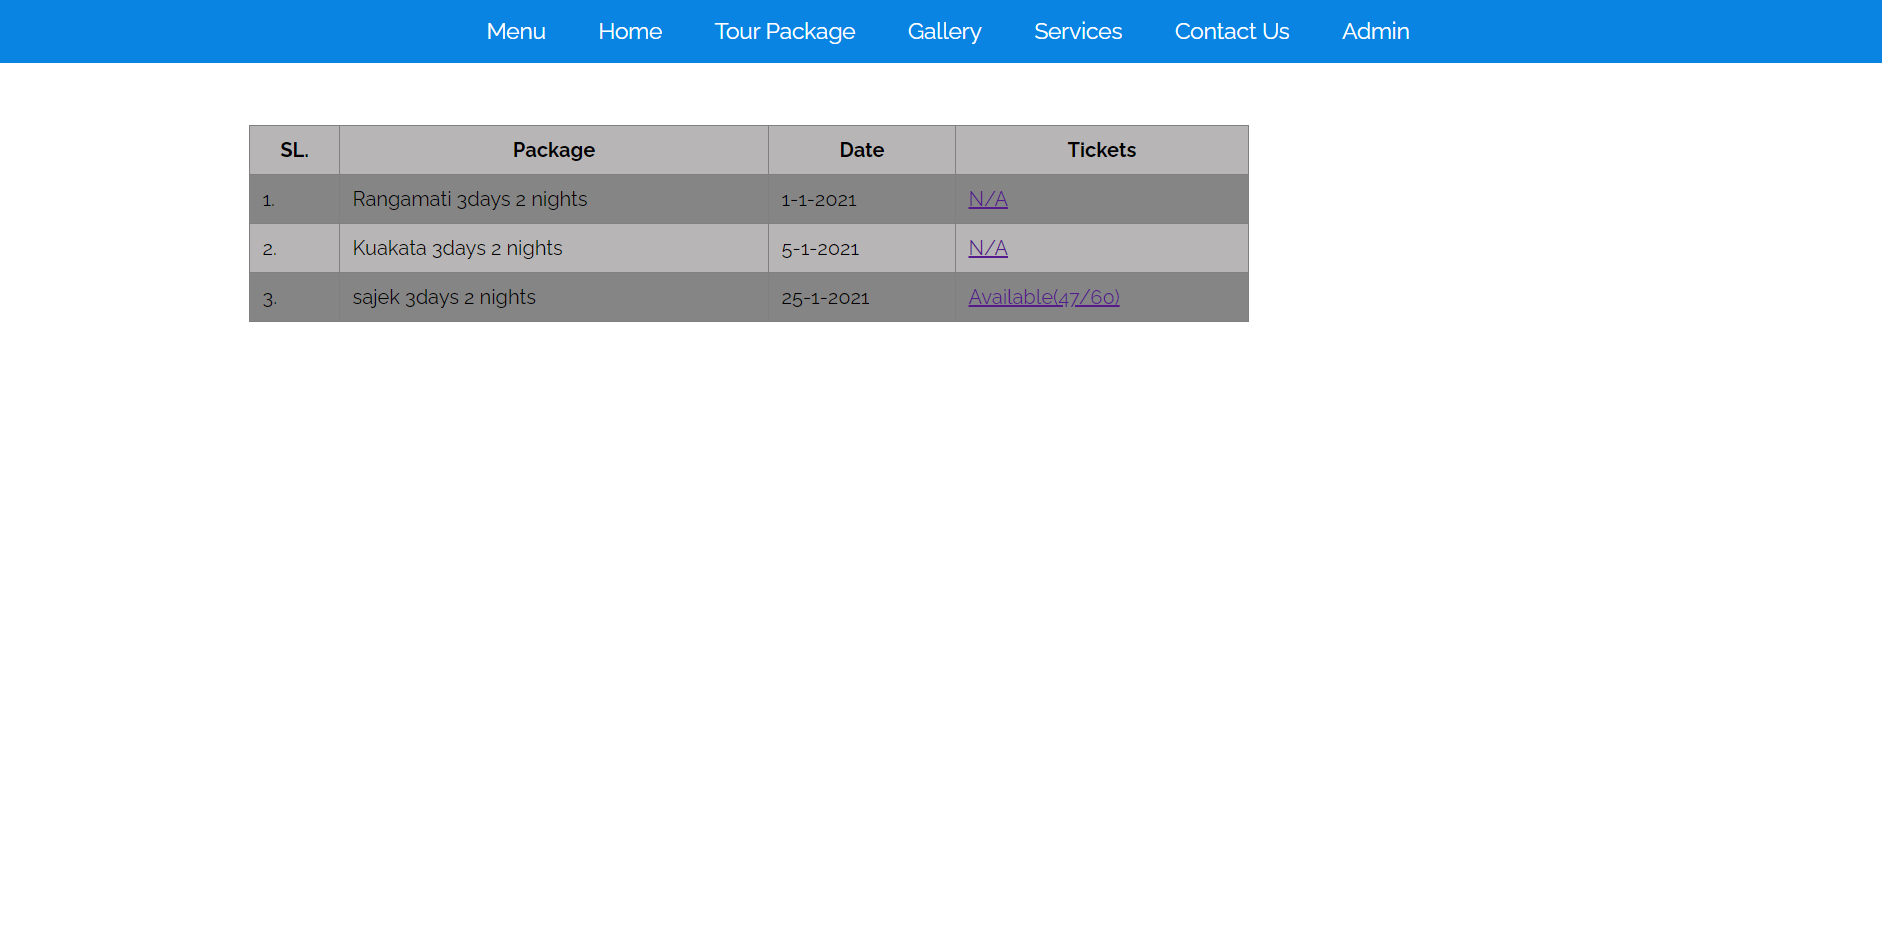 Menu Home Tour Package Gallery Services Contact Us Admin
SL. Package Date Tickets
1. Rangamati 3days 2 nights 1-1-2021 N/A
2. Kuakata 3days 2 nights 5-1-2021 N/A
3. sajek 3days 2 nights 25-1-2021 Available(47/60)